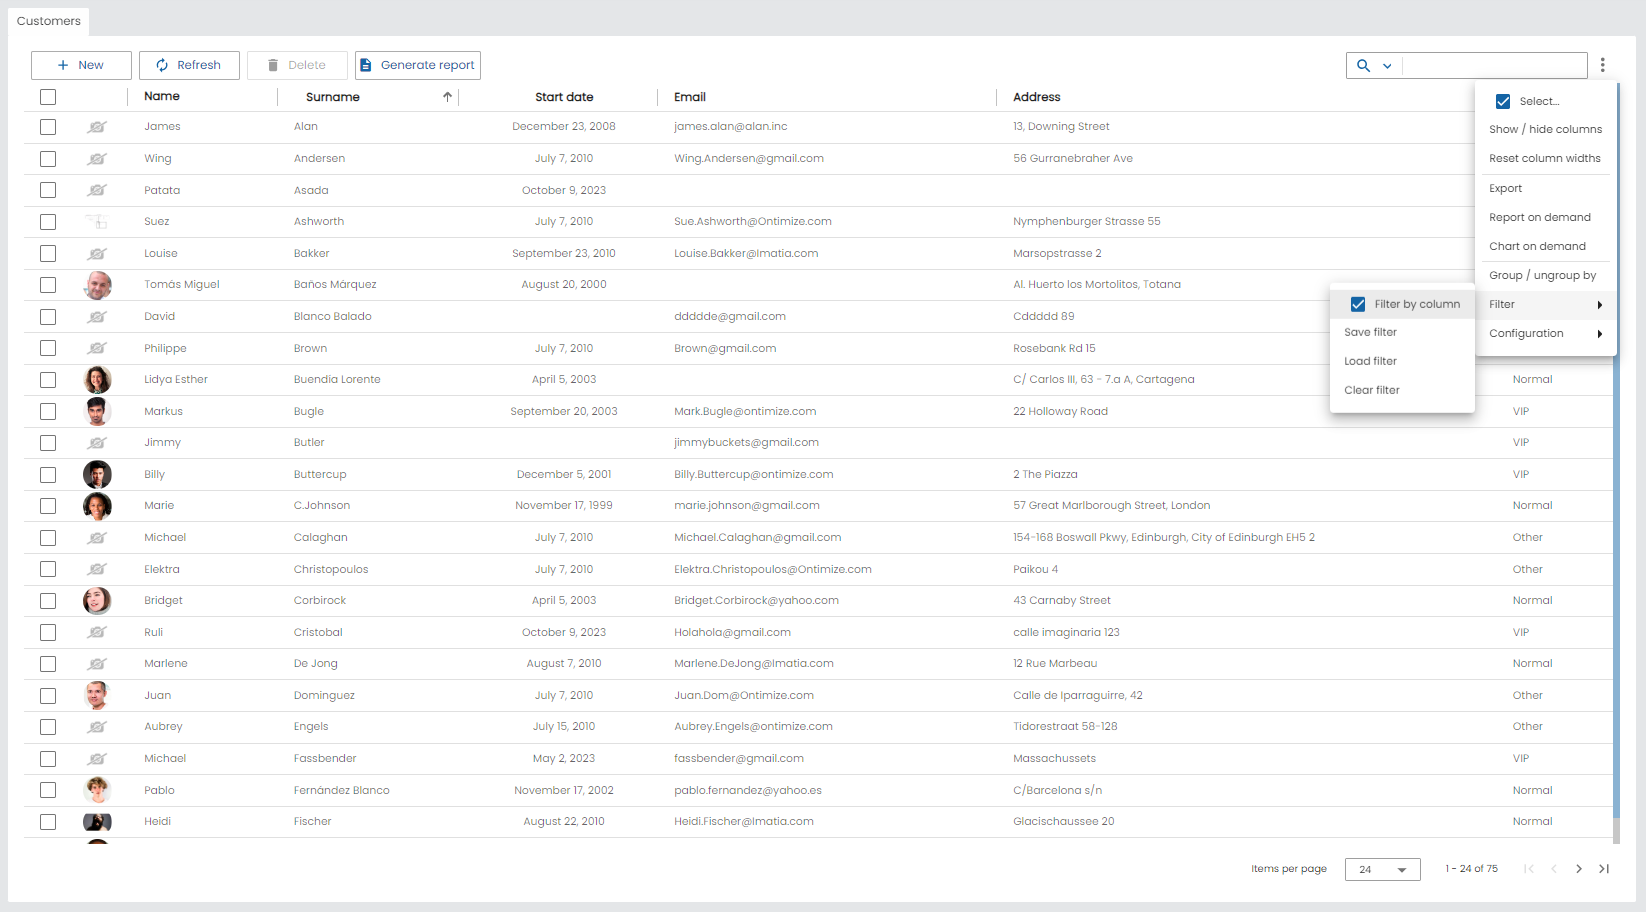 Customers
New Refresh Delete Generate report
Name Surname Start date Email Address
James Alan December 23, 2008 james.alan@alan.inc 13, Downing Street
Wing Andersen July 7, 2010 Wing.Andersen@gmail.com 56 Gurranebraher Ave
Patata Asada October 9, 2023
Suez Ashworth July 7, 2010 Sue.Ashworth@Ontimize.com Nymphenburger Strasse 55
Louise Bakker September 23, 2010 Louise.Bakker@Imatia.com Marsopstrasse 2
Tomás Miguel Baños Márquez August 20, 2000 Al. Huerto los Mortolitos, Totana
David Blanco Balado ddddde@gmail.com Cddddd 89
Philippe Brown July 7, 2010 Brown@gmail.com Rosebank Rd 15
Lidya Esther Buendía Lorente April 5, 2003 C/ Carlos III, 63 - 7.a A, Cartagena Normal
Markus Bugle September 20, 2003 Mark.Bugle@ontimize.com 22 Holloway Road VIP
Jimmy Butler jimmybuckets@gmail.com VIP
Billy Buttercup December 5, 2001 Billy.Buttercup@ontimize.com 2 The Piazza VIP
Marie C.Johnson November 17, 1999 marie.johnson@gmail.com 57 Great Marlborough Street, London Normal
Michael Calaghan July 7, 2010 Michael.Calaghan@gmail.com 154-168 Boswall Pkwy, Edinburgh, City of Edinburgh EH5 2 Other
Elektra Christopoulos July 7, 2010 Elektra.Christopoulos@Ontimize.com Paikou 4 Other
Bridget Corbirock April 5, 2003 Bridget.Corbirock@yahoo.com 43 Carnaby Street Normal
Ruli Cristobal October 9, 2023 Holahola@gmail.com calle imaginaria 123 VIP
Marlene De Jong August 7, 2010 Marlene.DeJong@Imatia.com 12 Rue Marbeau Normal
Juan Dominguez July 7, 2010 Juan.Dom@Ontimize.com Calle de Iparraguirre, 42 Other
Aubrey Engels July 15, 2010 Aubrey.Engels@ontimize.com Tidorestraat 58-128 Other
Michael Fassbender May 2, 2023 fassbender@gmail.com Massachussets VIP
Pablo Fernández Blanco November 17, 2002 pablo.fernandez@yahoo.es C/Barcelona s/n Normal
Heidi Fischer August 22, 2010 Heidi.Fischer@Imatia.com Glacischaussee 20 Normal
Select...
Show / hide columns
Reset column widths
Export
Report on demand
Chart on demand
Group / ungroup by
Filter
Configuration
Filter by column
Save filter
Load filter
Clear filter
Items per page 24 1 - 24 of 75